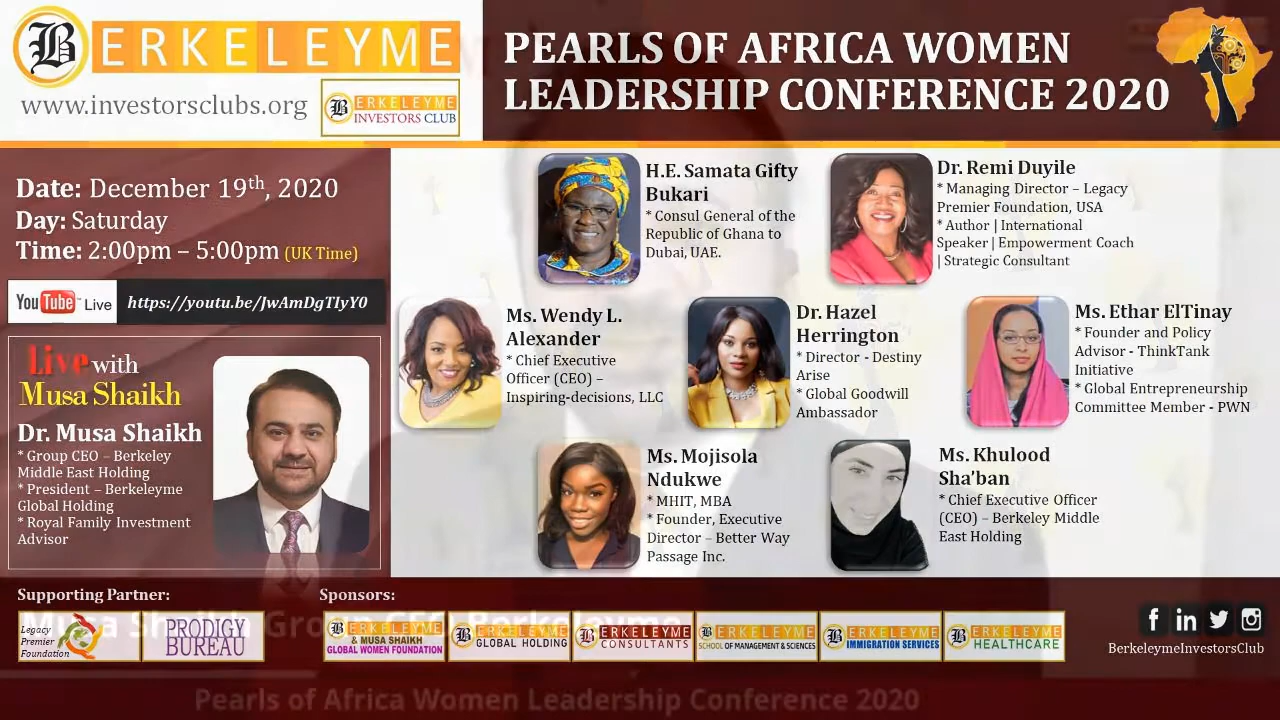 BERKELEYME
www.investorsclubs.org
BERKELEYME
INVESTORS CLUB
PEARLS OF AFRICA WOMEN
LEADERSHIP CONFERENCE 2020
Date: December 19th, 2020
Day: Saturday
Time: 2:00pm – 5:00pm (UK Time)
YouTube Live
https://youtu.be/JwAmDgTIyY0
Live with
Musa Shaikh
Dr. Musa Shaikh
* Group CEO – Berkeley
Middle East Holding
* President – Berkeleyme
Global Holding
* Royal Family Investment
Advisor
H.E. Samata Gifty
Bukari
* Consul General of the
Republic of Ghana to
Dubai, UAE.
Dr. Remi Duyile
* Managing Director – Legacy
Premier Foundation, USA
* Author | International
Speaker | Empowerment Coach
| Strategic Consultant
Ms. Wendy L.
Alexander
* Chief Executive
Officer (CEO) –
Inspiring-decisions, LLC
Dr. Hazel
Herrington
* Director - Destiny
Arise
* Global Goodwill
Ambassador
Ms. Ethar ElTinay
* Founder and Policy
Advisor - ThinkTank
Initiative
* Global Entrepreneurship
Committee Member - PWN
Ms. Mojisola
Ndukwe
* MHIT, MBA
* Founder, Executive
Director – Better Way
Passage Inc.
Ms. Khulood
Sha'ban
* Chief Executive Officer
(CEO) – Berkeley Middle
East Holding
Supporting Partner:
Legacy
Premier
Foundation
PRODIGY
BUREAU
Sponsors:
BERKELEYME
& MUSA SHAIKH
GLOBAL WOMEN FOUNDATION
BERKELEYME
GLOBAL HOLDING
BERKELEYME
CONSULTANTS
BERKELEYME
SCHOOL OF MANAGEMENT & SCIENCES
BERKELEYME
IMMIGRATION SERVICES
BERKELEYME
HEALTHCARE
BerkeleymeInvestorsClub
Pearls of Africa Women Leadership Conference 2020